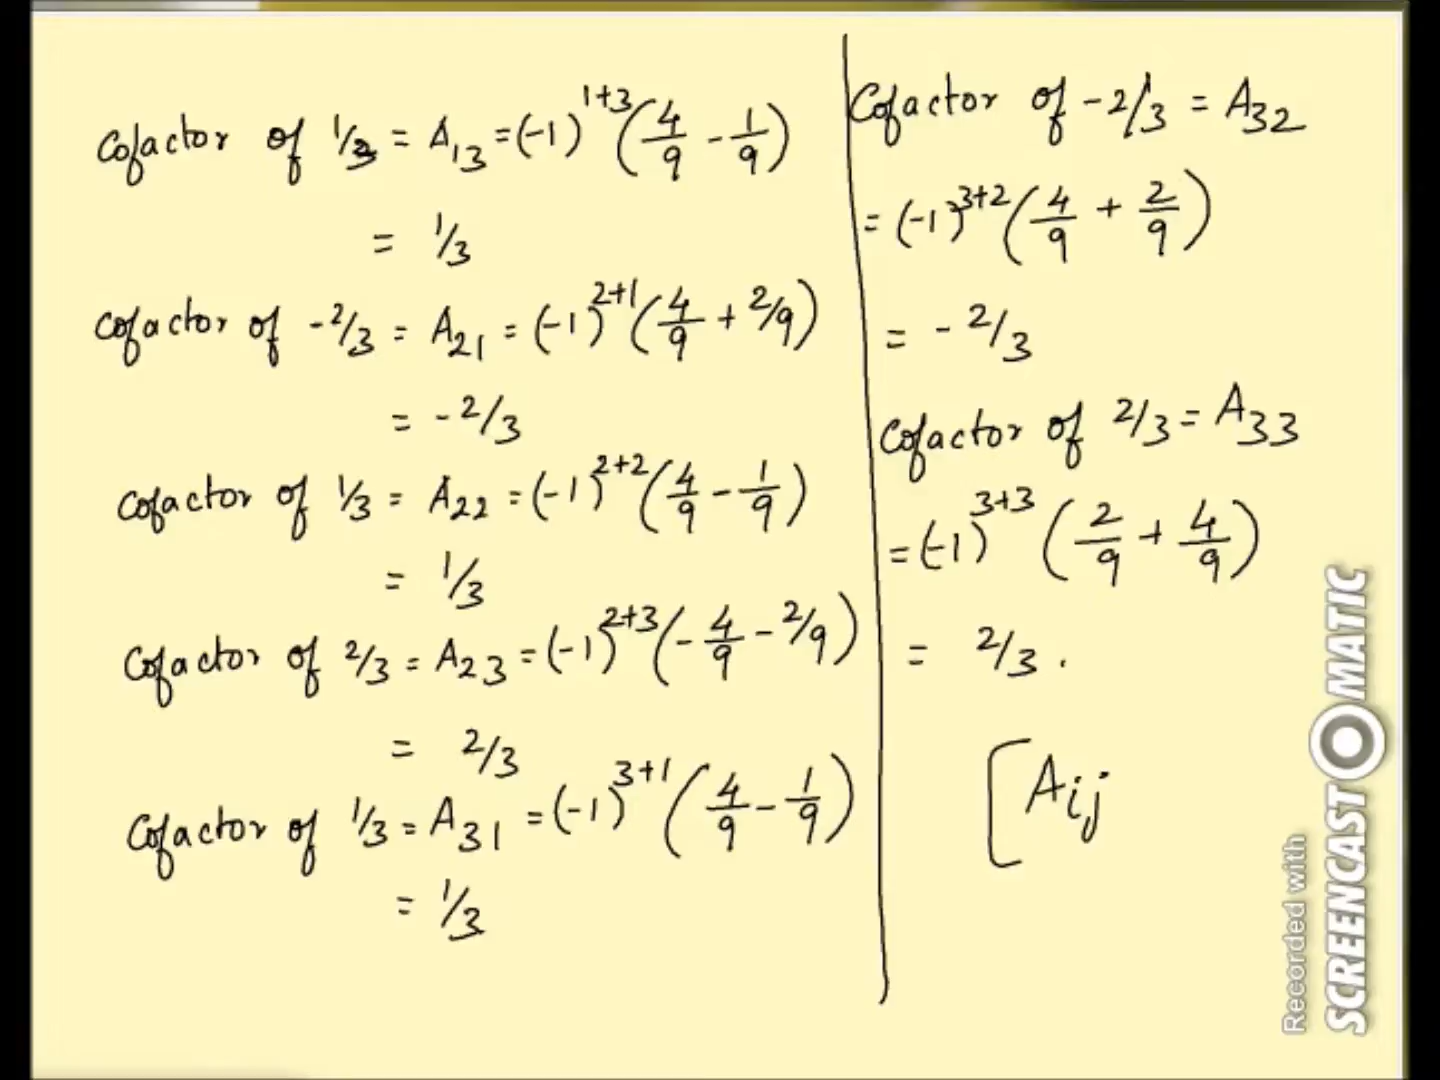 Cofactor of 1/3 = A13 = (-1)^1+3 (4/9 - 1/9)
= 1/3
Cofactor of -2/3 = A21 = (-1)^2+1 (4/9 + 2/9)
= -2/3
Cofactor of 1/3 = A22 = (-1)^2+2 (4/9 - 1/9)
= 1/3
Cofactor of 2/3 = A23 = (-1)^2+3 (-4/9 - 2/9)
= 2/3
Cofactor of 1/3 = A31 = (-1)^3+1 (4/9 - 1/9)
= 1/3
Cofactor of -2/3 = A32
= (-1)^3+2 (4/9 + 2/9)
= -2/3
Cofactor of 2/3 = A33
= (-1)^3+3 (2/9 + 4/9)
= 2/3.
[Aij
Recorded with
SCREENCAST-O-MATIC